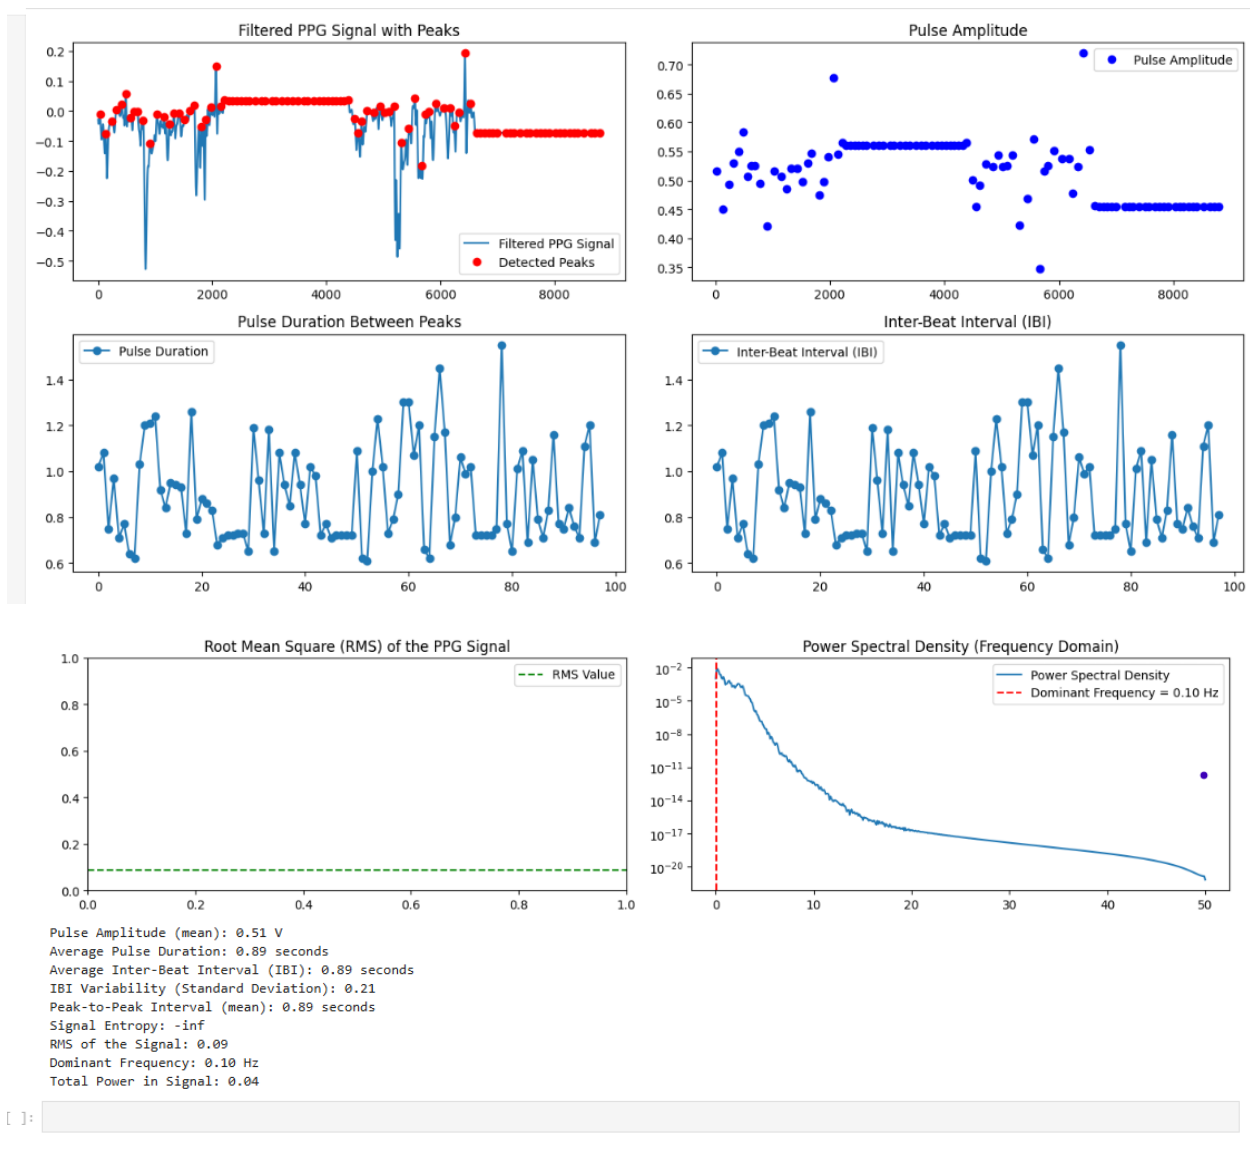 Filtered PPG Signal with Peaks
0.2
0.1
0.0
−0.1
−0.2
−0.3
−0.4
−0.5
Filtered PPG Signal
Detected Peaks
0 2000 4000 6000 8000
Pulse Amplitude
0.70
0.65
0.60
0.55
0.50
0.45
0.40
0.35
Pulse Amplitude
0 2000 4000 6000 8000
Pulse Duration Between Peaks
Pulse Duration
1.4
1.2
1.0
0.8
0.6
0 20 40 60 80 100
Inter-Beat Interval (IBI)
Inter-Beat Interval (IBI)
1.4
1.2
1.0
0.8
0.6
0 20 40 60 80 100
Root Mean Square (RMS) of the PPG Signal
1.0
RMS Value
0.8
0.6
0.4
0.2
0.0
0.0 0.2 0.4 0.6 0.8 1.0
Power Spectral Density (Frequency Domain)
10⁻²
Power Spectral Density
Dominant Frequency = 0.10 Hz
10⁻⁵
10⁻⁸
10⁻¹¹
10⁻¹⁴
10⁻¹⁷
10⁻²⁰
0 10 20 30 40 50
Pulse Amplitude (mean): 0.51 V
Average Pulse Duration: 0.89 seconds
Average Inter-Beat Interval (IBI): 0.89 seconds
IBI Variability (Standard Deviation): 0.21
Peak-to-Peak Interval (mean): 0.89 seconds
Signal Entropy: -inf
RMS of the Signal: 0.09
Dominant Frequency: 0.10 Hz
Total Power in Signal: 0.04
[ ]: